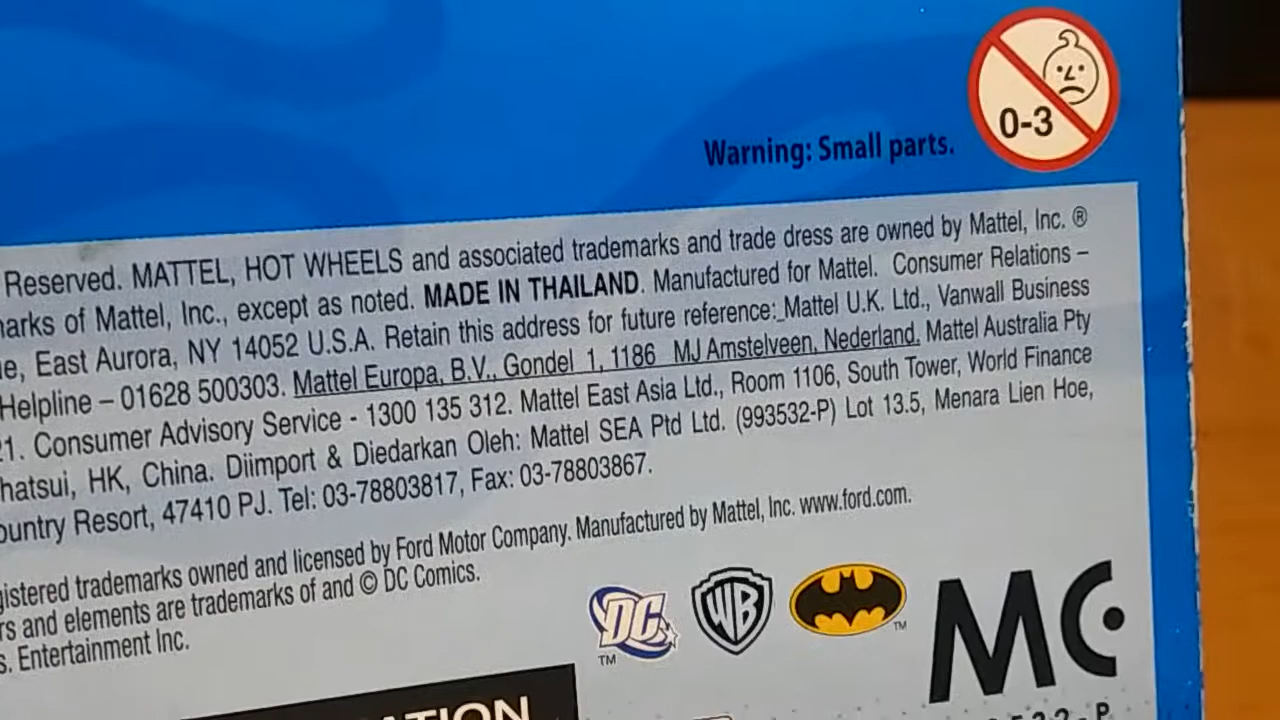 0-3
Warning: Small parts.
Reserved. MATTEL, HOT WHEELS and associated trademarks and trade dress are owned by Mattel, Inc. ®
of Mattel, Inc., except as noted. MADE IN THAILAND. Manufactured for Mattel. Consumer Relations –
East Aurora, NY 14052 U.S.A. Retain this address for future reference: Mattel U.K. Ltd., Vanwall Business
Helpline – 01628 500303. Mattel Europa, B.V., Gondel 1, 1186 MJ Amstelveen, Nederland. Mattel Australia Pty
21. Consumer Advisory Service - 1300 135 312. Mattel East Asia Ltd., Room 1106, South Tower, World Finance
hatsui, HK, China. Diimport & Diedarkan Oleh: Mattel SEA Ptd Ltd. (993532-P) Lot 13.5, Menara Lien Hoe,
ountry Resort, 47410 PJ. Tel: 03-78803817, Fax: 03-78803867.
gistered trademarks owned and licensed by Ford Motor Company. Manufactured by Mattel, Inc. www.ford.com.
rs and elements are trademarks of and © DC Comics.
s. Entertainment Inc.
DC TM WB TM MC